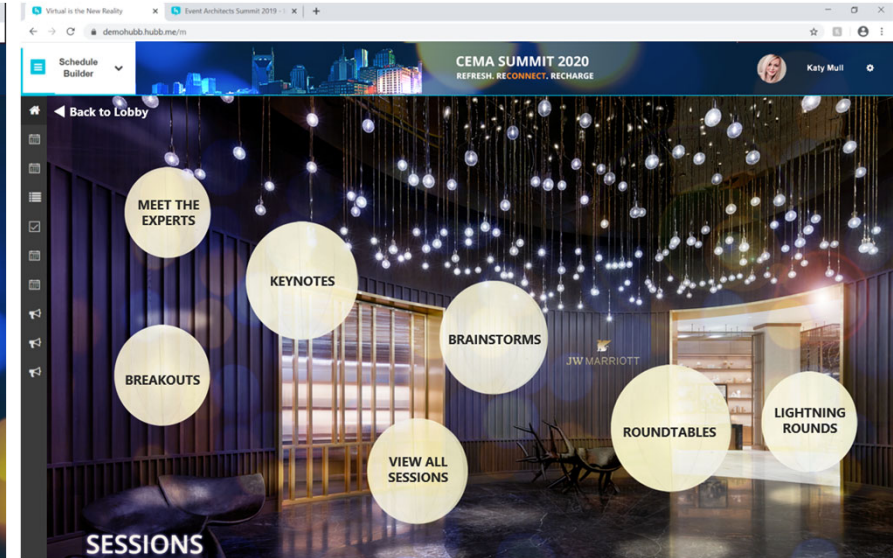 Virtual is the New Reality
Event Architects Summit 2019 -
demohubb.hubb.me/m
Schedule
Builder
CEMA SUMMIT 2020
REFRESH. RECONNECT. RECHARGE
Katy Mull
Back to Lobby
MEET THE
EXPERTS
KEYNOTES
BRAINSTORMS
JW MARRIOTT
BREAKOUTS
ROUNDTABLES
LIGHTNING
ROUNDS
VIEW ALL
SESSIONS
SESSIONS